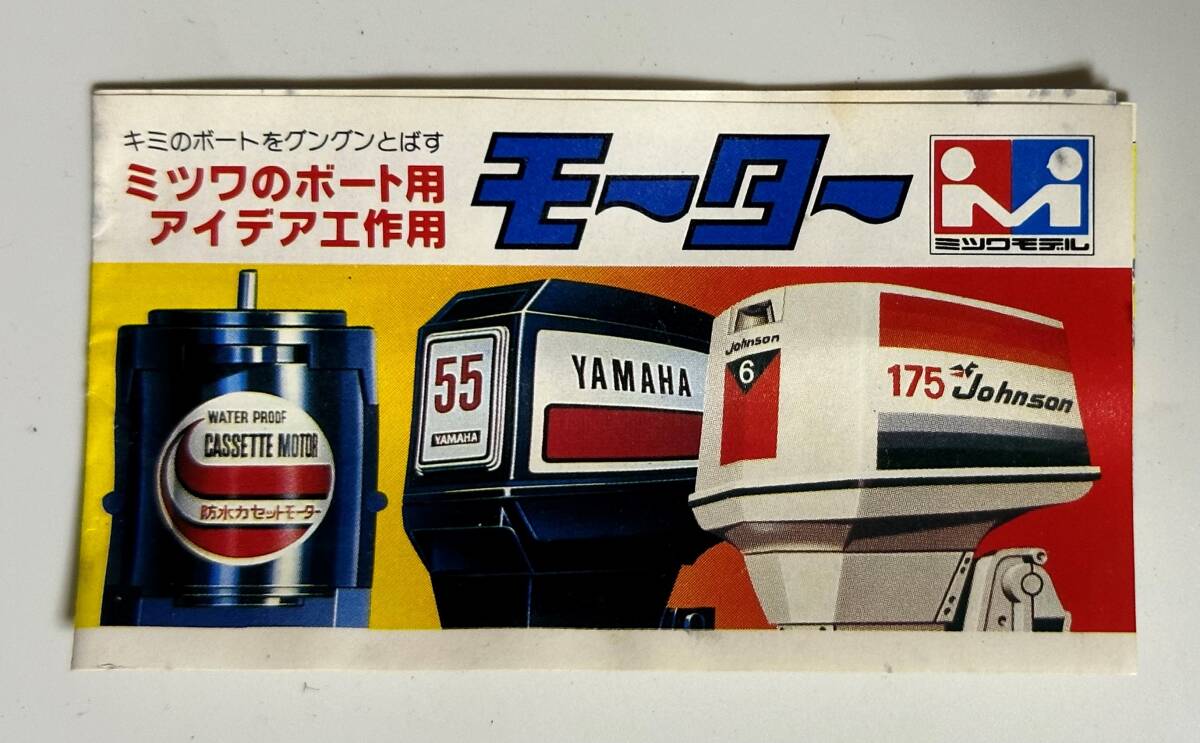 キミのボートをグングンとばす
ミツワのボート用
アイデア工作用
モーター
ミツワモデル
WATER PROOF
CASSETTE MOTOR
防水カセットモーター
55
YAMAHA
YAMAHA
Johnson
6
175 Johnson